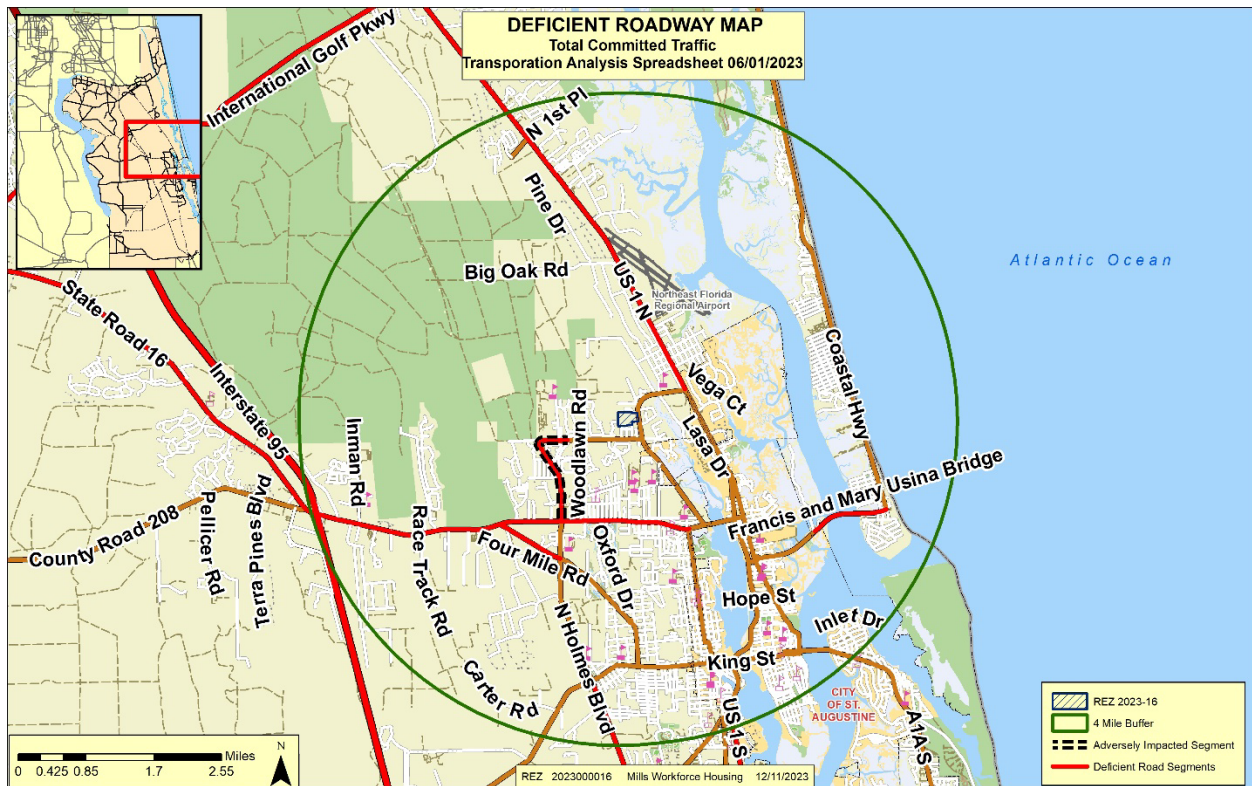 DEFICIENT ROADWAY MAP
Total Committed Traffic
Transporation Analysis Spreadsheet 06/01/2023
International Golf Pkwy
N 1st Pl
Pine Dr
Big Oak Rd
US 1 N
Northeast Florida
Regional Airport
Atlantic Ocean
State Road 16
Interstate 95
Coastal Hwy
Vega Ct
Woodlawn Rd
Lasa Dr
Inman Rd
Francis and Mary Usina Bridge
County Road 208
Pellicer Rd
Terra Pines Blvd
Race Track Rd
Four Mile Rd
Oxford Dr
Hope St
Inlet Dr
N Holmes Blvd
King St
Carter Rd
CITY
OF ST.
AUGUSTINE
US 1 S
A1A S
REZ 2023-16
4 Mile Buffer
Adversely Impacted Segment
Deficient Road Segments
Miles
0 0.425 0.85 1.7 2.55
N
REZ 2023000016 Mills Workforce Housing 12/11/2023